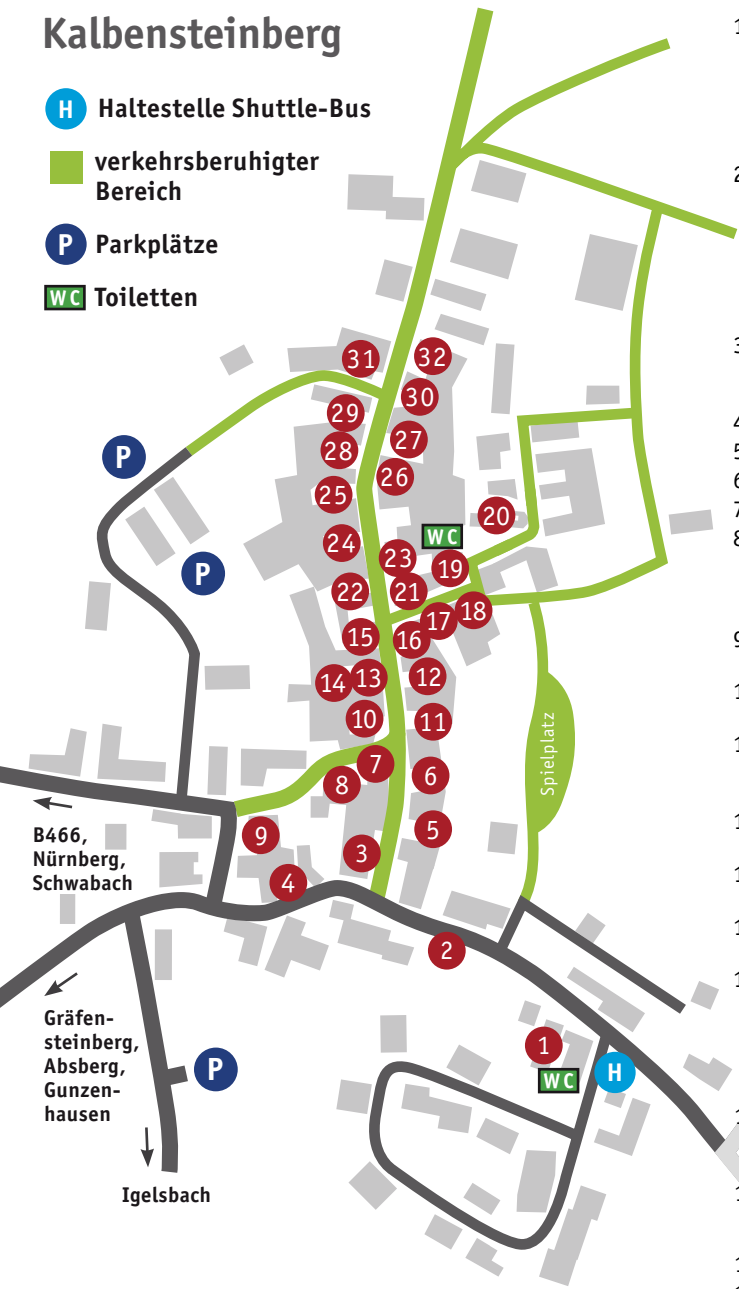 Kalbensteinberg
H Haltestelle Shuttle-Bus
verkehrsberuhigter
Bereich
P Parkplätze
WC Toiletten
31
32
30
29
27
28
P
26
25
20
WC
24
23
19
P
22
21
18
17
16
15
12
13
14
10
11
Spielplatz
7
6
8
5
9
B466,
Nürnberg,
Schwabach
3
4
2
Gräfen-
steinberg,
Absberg,
Gunzen-
hausen
P
1
WC
H
Igelsbach